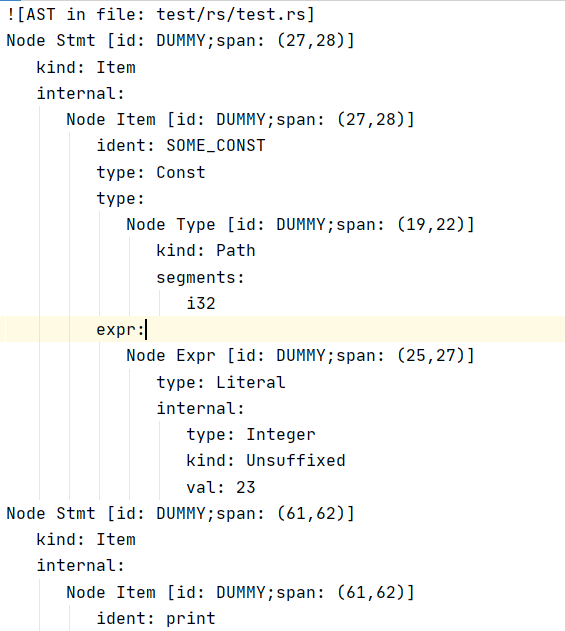 ![AST in file: test/rs/test.rs]
Node Stmt [id: DUMMY;span: (27,28)]
kind: Item
internal:
Node Item [id: DUMMY;span: (27,28)]
ident: SOME_CONST
type: Const
type:
Node Type [id: DUMMY;span: (19,22)]
kind: Path
segments:
i32
expr:
Node Expr [id: DUMMY;span: (25,27)]
type: Literal
internal:
type: Integer
kind: Unsuffixed
val: 23
Node Stmt [id: DUMMY;span: (61,62)]
kind: Item
internal:
Node Item [id: DUMMY;span: (61,62)]
ident: print